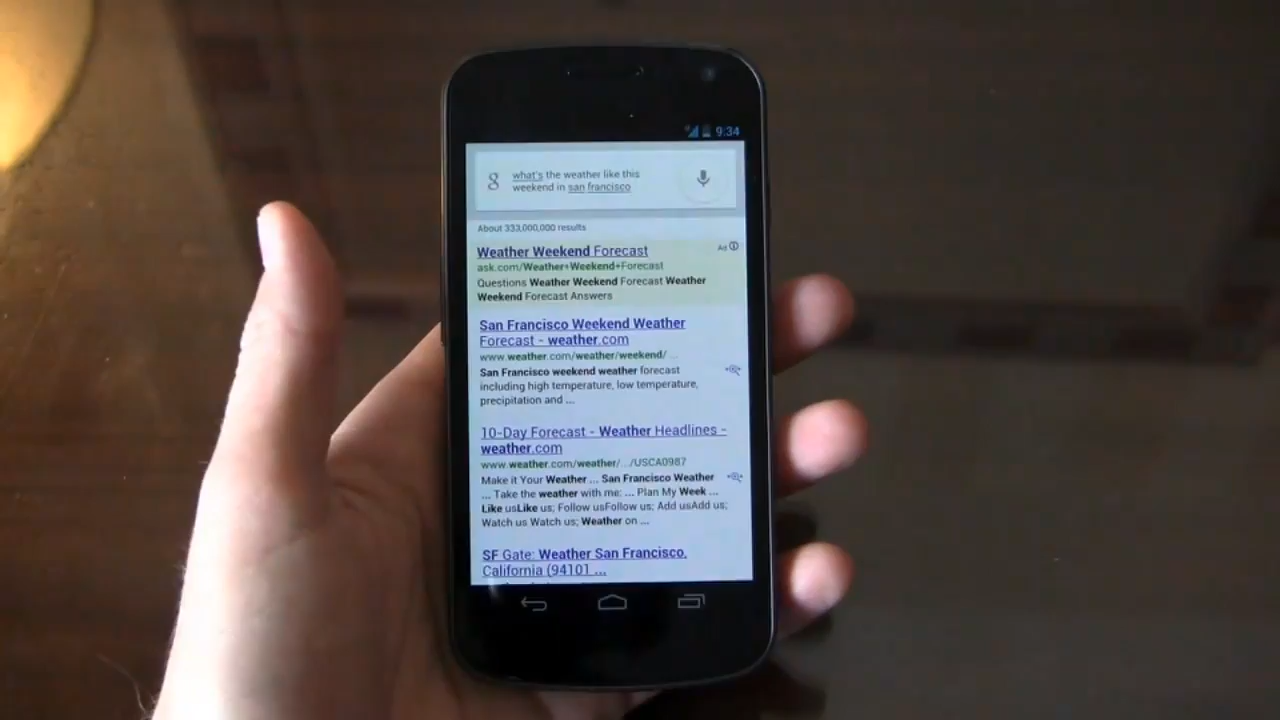 9:34
g
what's the weather like this
weekend in san francisco
About 333,000,000 results
Weather Weekend Forecast
Ad
ask.com/Weather+Weekend+Forecast
Questions Weather Weekend Forecast Weather
Weekend Forecast Answers
San Francisco Weekend Weather
Forecast - weather.com
www.weather.com/weather/weekend/ ...
San Francisco weekend weather forecast
including high temperature, low temperature,
precipitation and ...
10-Day Forecast - Weather Headlines -
weather.com
www.weather.com/weather/.../USCA0987
Make it Your Weather ... San Francisco Weather
... Take the weather with me: ... Plan My Week ...
Like usLike us; Follow usFollow us; Add usAdd us;
Watch us Watch us; Weather on ...
SF Gate: Weather San Francisco,
California (94101 ...